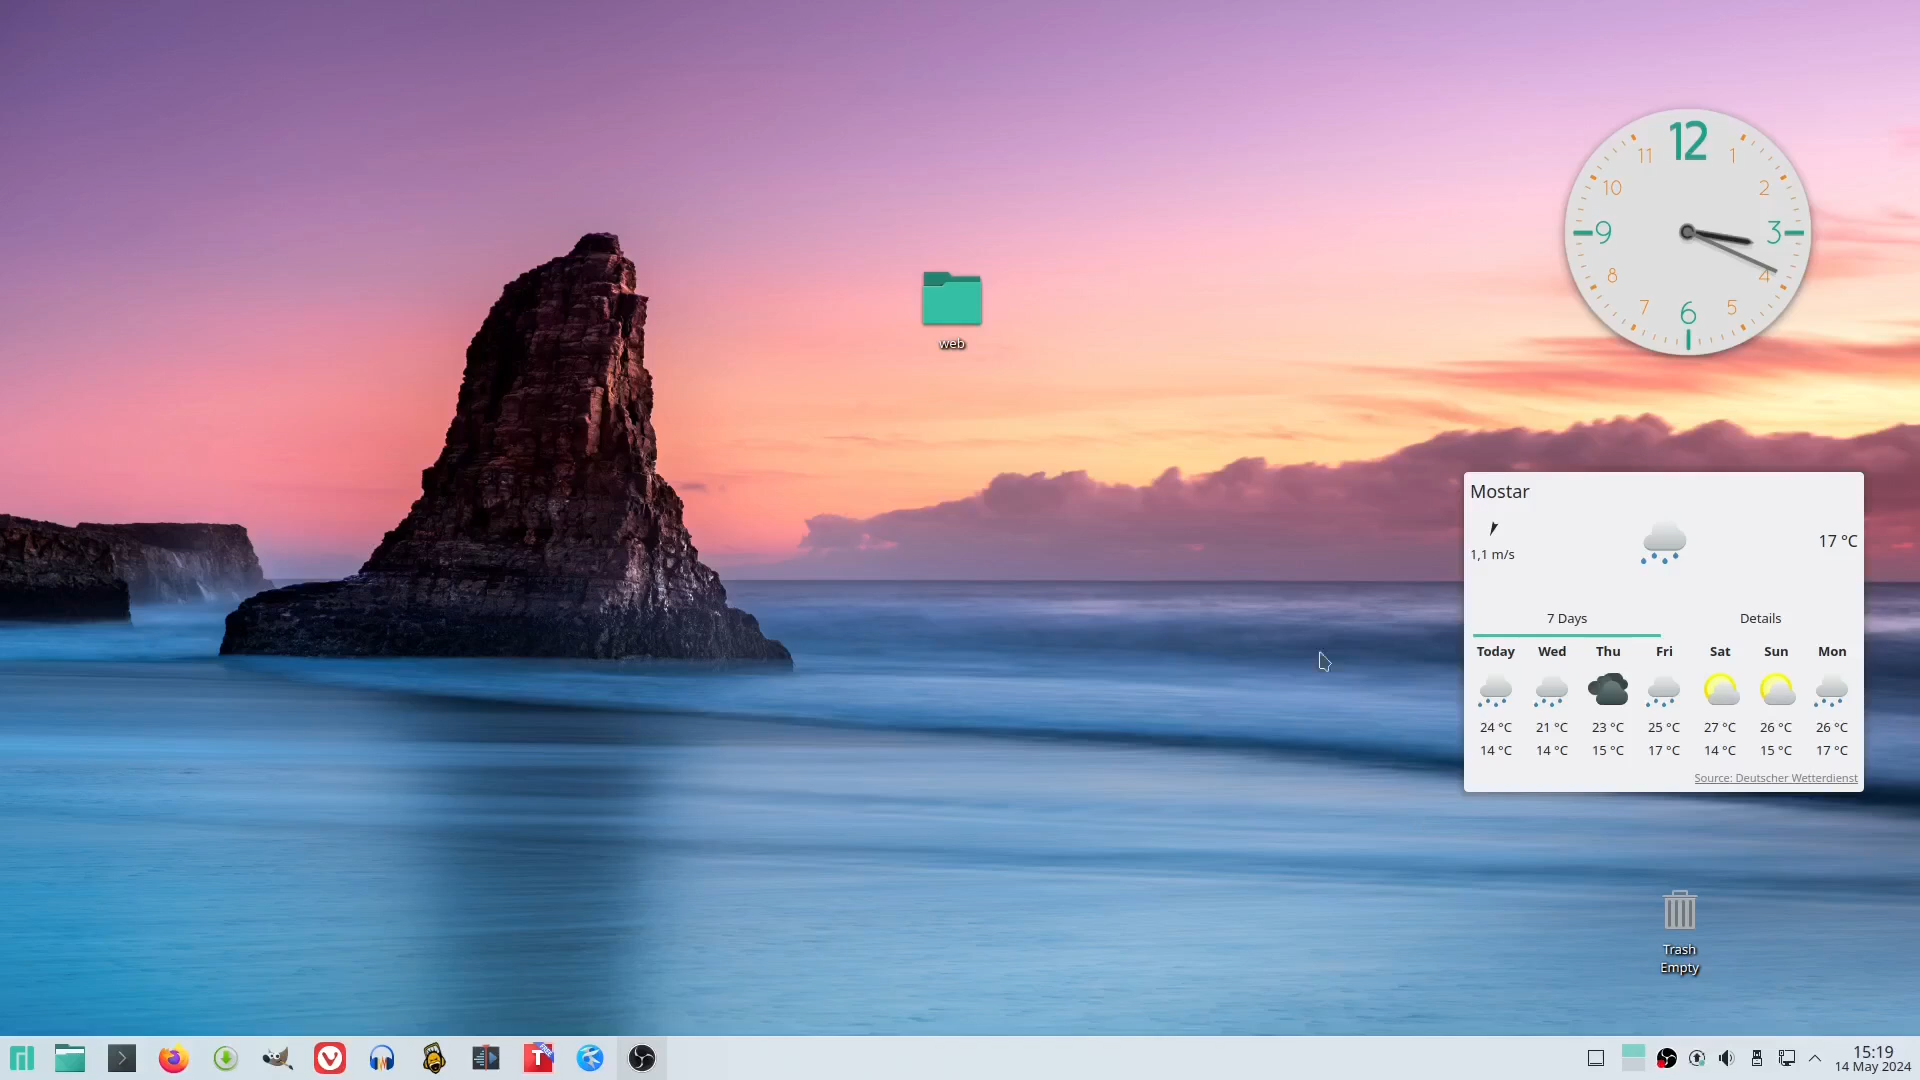 12
11
1
10
2
9
3
8
4
7
5
6
web
Mostar
1,1 m/s
17 °C
7 Days
Details
Today Wed Thu Fri Sat Sun Mon
24 °C 21 °C 23 °C 25 °C 27 °C 26 °C 26 °C
14 °C 14 °C 15 °C 17 °C 14 °C 15 °C 17 °C
Source: Deutscher Wetterdienst
Trash
Empty
T
15:19
14 May 2024